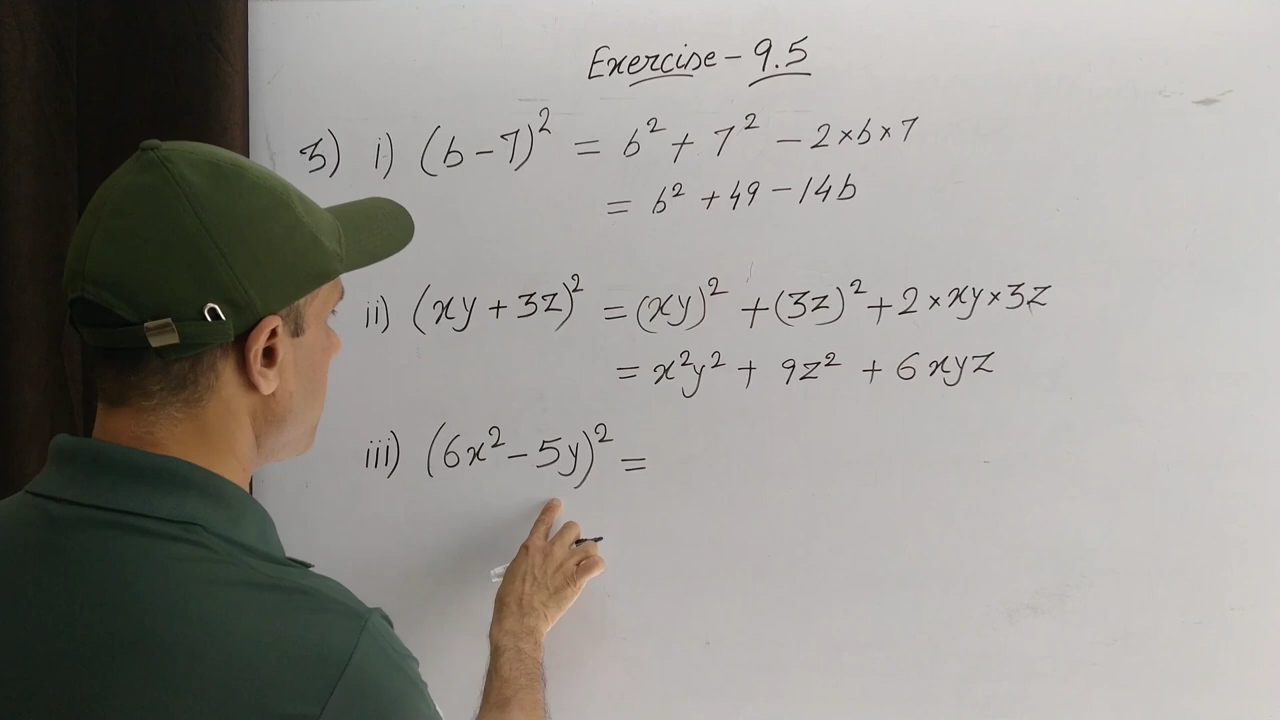 Exercise - 9.5
3) i) (b - 7)² = b² + 7² - 2×b×7
= b² + 49 - 14b
ii) (xy + 3z)² = (xy)² + (3z)² + 2×xy×3z
= x²y² + 9z² + 6xyz
iii) (6x² - 5y)² =